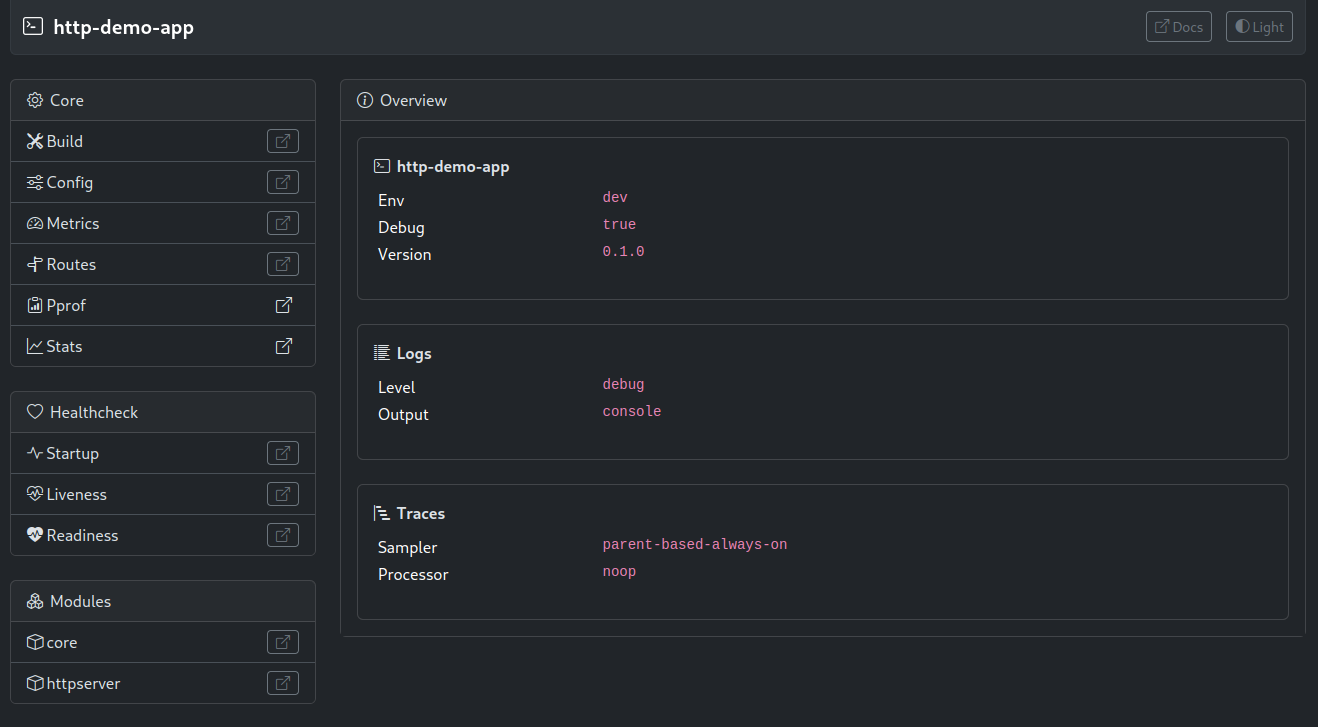 http-demo-app
Docs
Light
Core
Build
Config
Metrics
Routes
Pprof
Stats
Healthcheck
Startup
Liveness
Readiness
Modules
core
httpserver
Overview
http-demo-app
Env dev
Debug true
Version 0.1.0
Logs
Level debug
Output console
Traces
Sampler parent-based-always-on
Processor noop